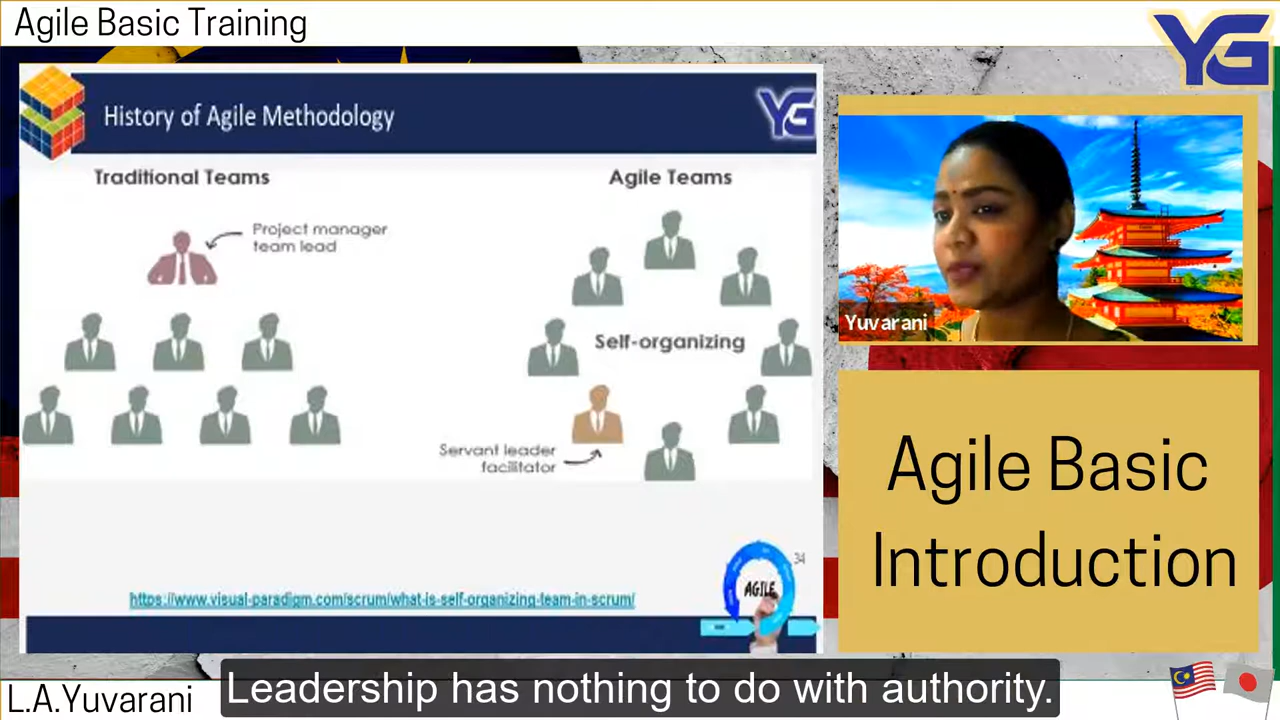 Agile Basic Training
YG
History of Agile Methodology
YG
Traditional Teams
Agile Teams
Project manager
team lead
Self-organizing
Servant leader
facilitator
34
AGILE
https://www.visual-paradigm.com/scrum/what-is-self-organizing-team-in-scrum/
Yuvarani
Agile Basic
Introduction
L.A.Yuvarani
Leadership has nothing to do with authority.